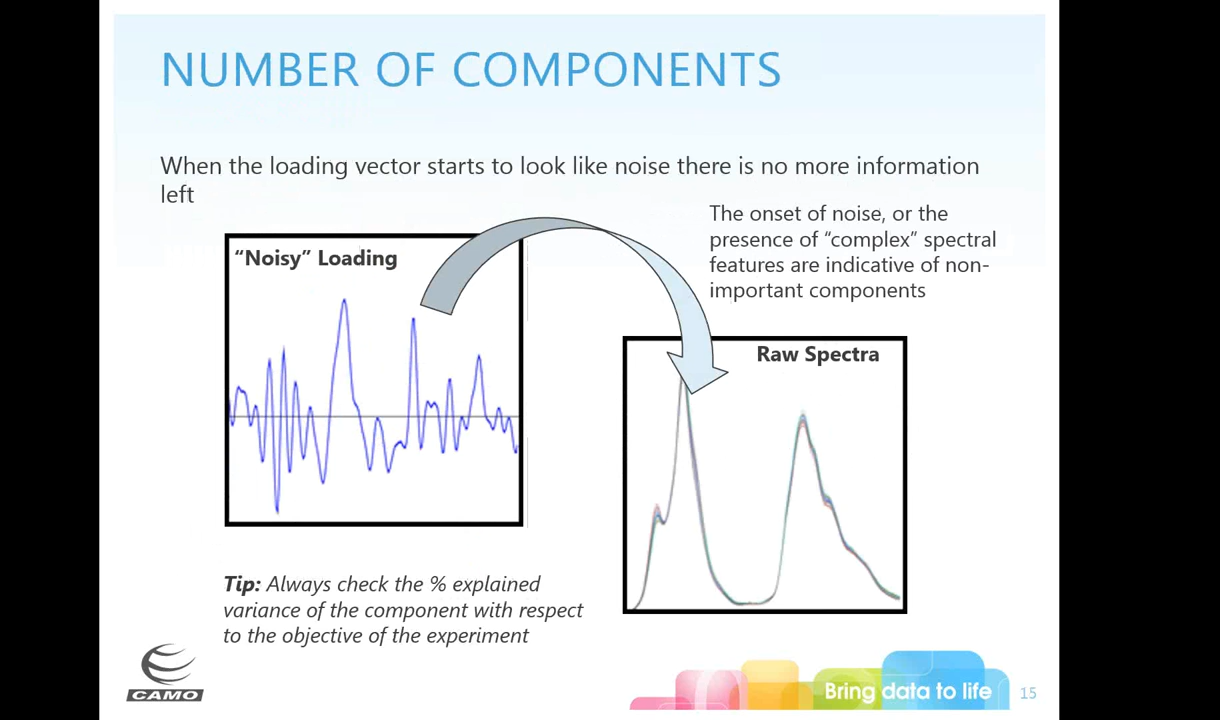 NUMBER OF COMPONENTS
When the loading vector starts to look like noise there is no more information
left
The onset of noise, or the
presence of “complex” spectral
features are indicative of non-
important components
“Noisy” Loading
Raw Spectra
Tip: Always check the % explained
variance of the component with respect
to the objective of the experiment
CAMO
Bring data to life
15